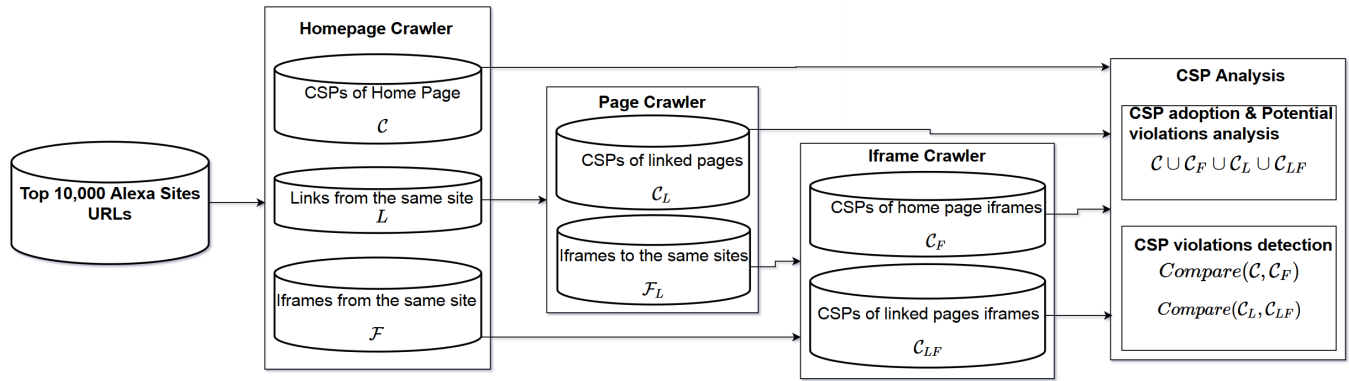 Top 10,000 Alexa Sites
URLs
Homepage Crawler
CSPs of Home Page
𝒞
Links from the same site
L
Iframes from the same site
ℱ
Page Crawler
CSPs of linked pages
𝒞_L
Iframes to the same sites
ℱ_L
Iframe Crawler
CSPs of home page iframes
𝒞_F
CSPs of linked pages iframes
𝒞_LF
CSP Analysis
CSP adoption & Potential
violations analysis
𝒞 ∪ 𝒞_F ∪ 𝒞_L ∪ 𝒞_LF
CSP violations detection
Compare(𝒞, 𝒞_F)
Compare(𝒞_L, 𝒞_LF)